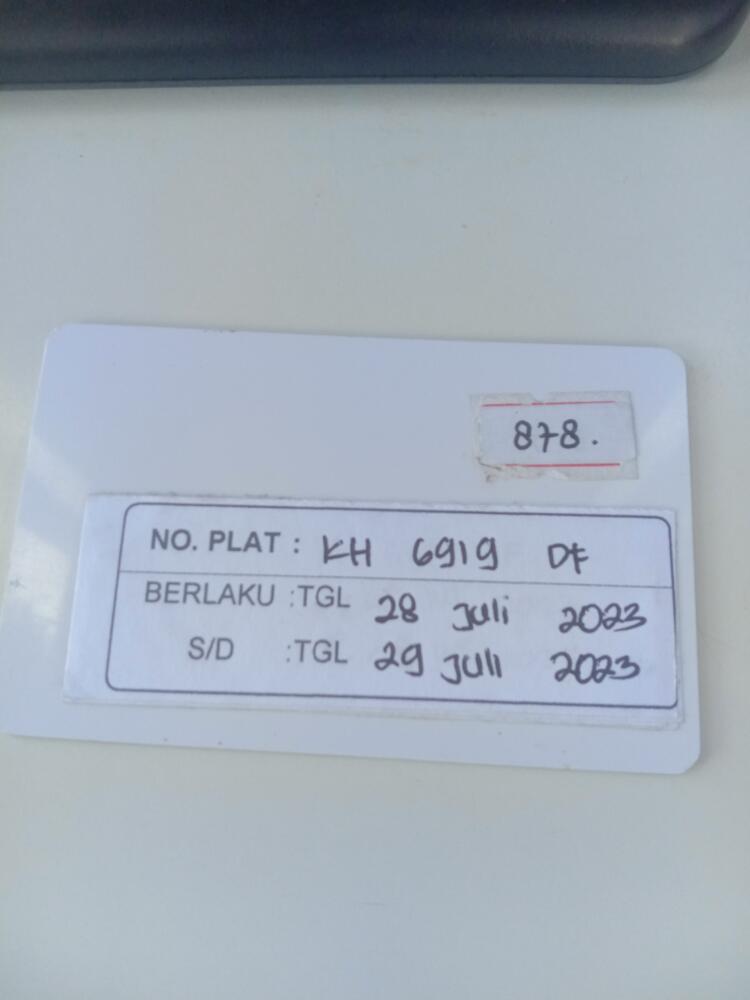 878.
NO. PLAT : KH 6919 DF
BERLAKU :TGL 28 Juli 2023
S/D :TGL 29 Juli 2023